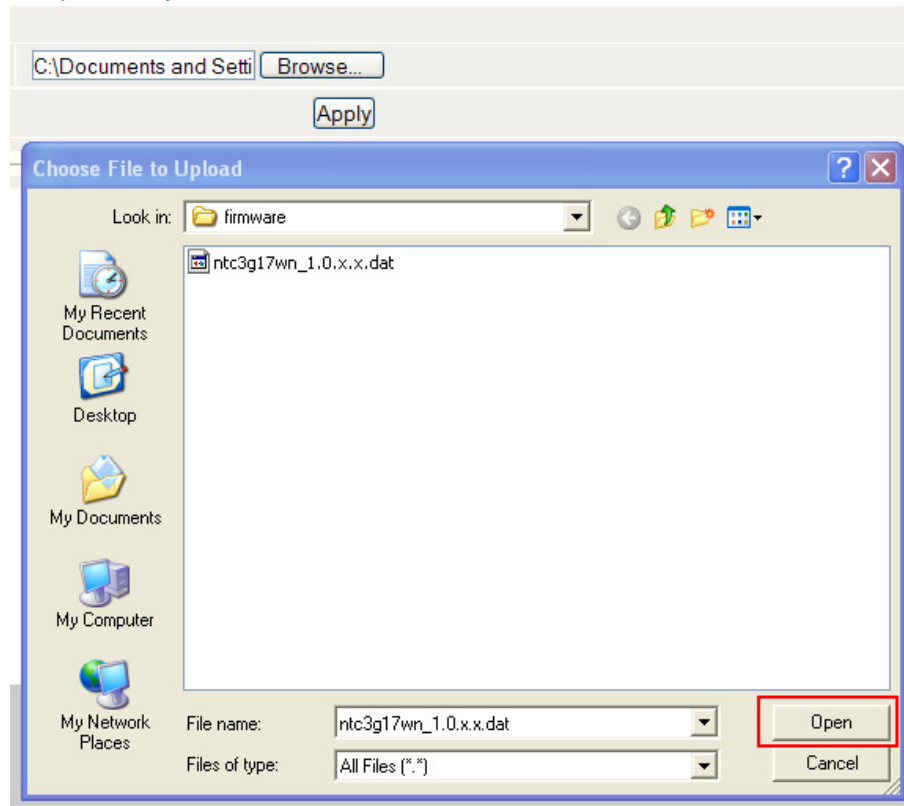 C:\Documents and Setti Browse...
Apply
Choose File to Upload
Look in: firmware
ntc3g17wn_1.0.x.x.dat
My Recent
Documents
Desktop
My Documents
My Computer
My Network
Places
File name: ntc3g17wn_1.0.x.x.dat Open
Files of type: All Files (*.*) Cancel